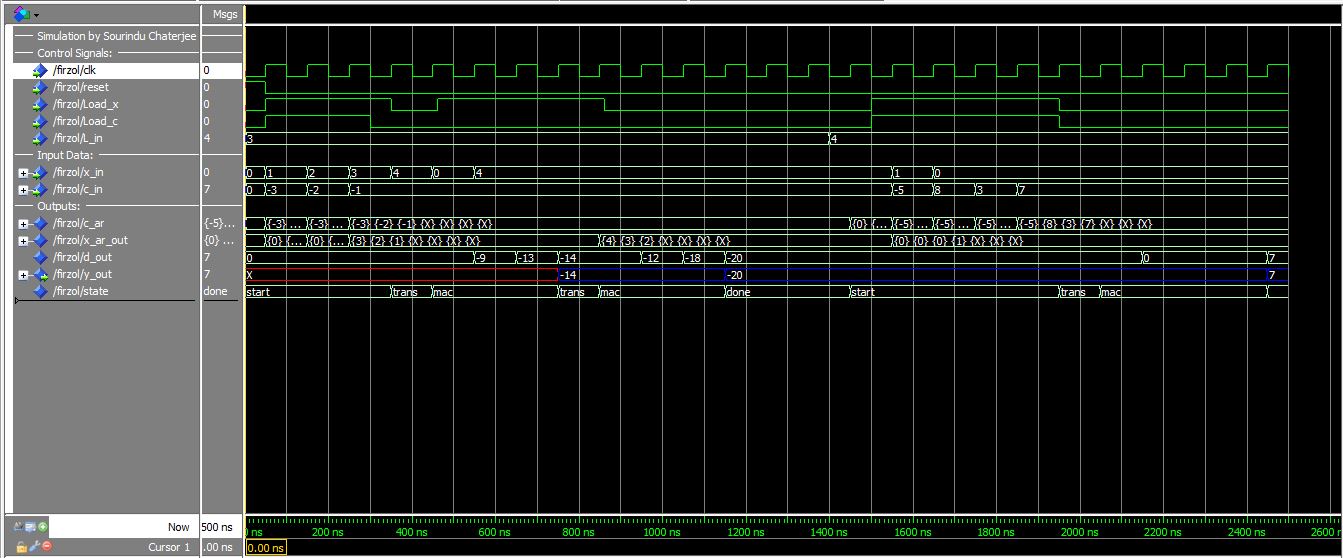 Msgs
Simulation by Sourindu Chaterjee
Control Signals:
/firzol/clk 0
/firzol/reset 0
/firzol/Load_x 0
/firzol/Load_c 0
/firzol/L_in 4 3 4
Input Data:
/firzol/x_in 0 0 1 2 3 4 0 4 1 0
/firzol/c_in 7 0 -3 -2 -1 -5 8 3 7
Outputs:
/firzol/c_ar {-5}... {-3} ... {-3} ... {-3} {-2} {-1} {X} {X} {X} {X} {0} {... {-5} ... {-5} ... {-5} ... {-5} {8} {3} {7} {X} {X} {X}
/firzol/x_ar_out {0} ... {0} {... {0} ... {3} {2} {1} {X} {X} {X} {X} {4} {3} {2} {X} {X} {X} {X} {0} {0} {0} {1} {X} {X} {X}
/firzol/d_out 7 0 -9 -13 -14 -12 -18 -20 0 7
/firzol/y_out 7 X -14 -20 7
/firzol/state done start trans mac trans mac done start trans mac
Now 500 ns ns 200 ns 400 ns 600 ns 800 ns 1000 ns 1200 ns 1400 ns 1600 ns 1800 ns 2000 ns 2200 ns 2400 ns 2600 n
Cursor 1 .00 ns 0.00 ns